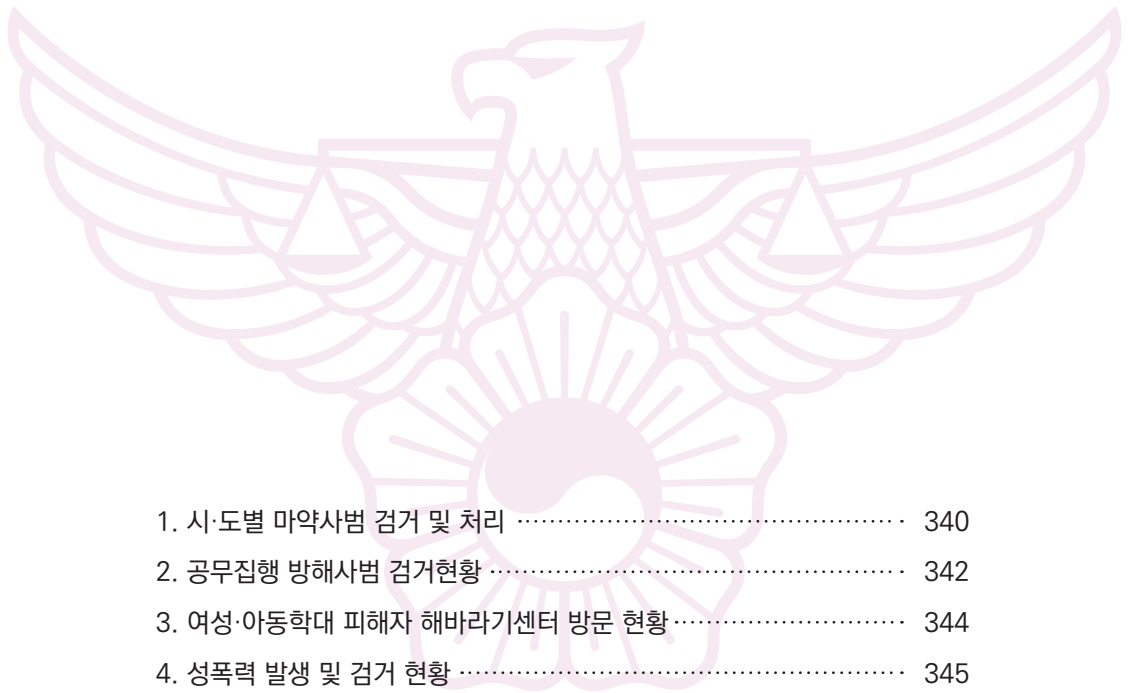 1. 시·도별 마약사범 검거 및 처리 ······································· 340
2. 공무집행 방해사범 검거현황 ········································· 342
3. 여성·아동학대 피해자 해바라기센터 방문 현황 ······················· 344
4. 성폭력 발생 및 검거 현황 ············································ 345